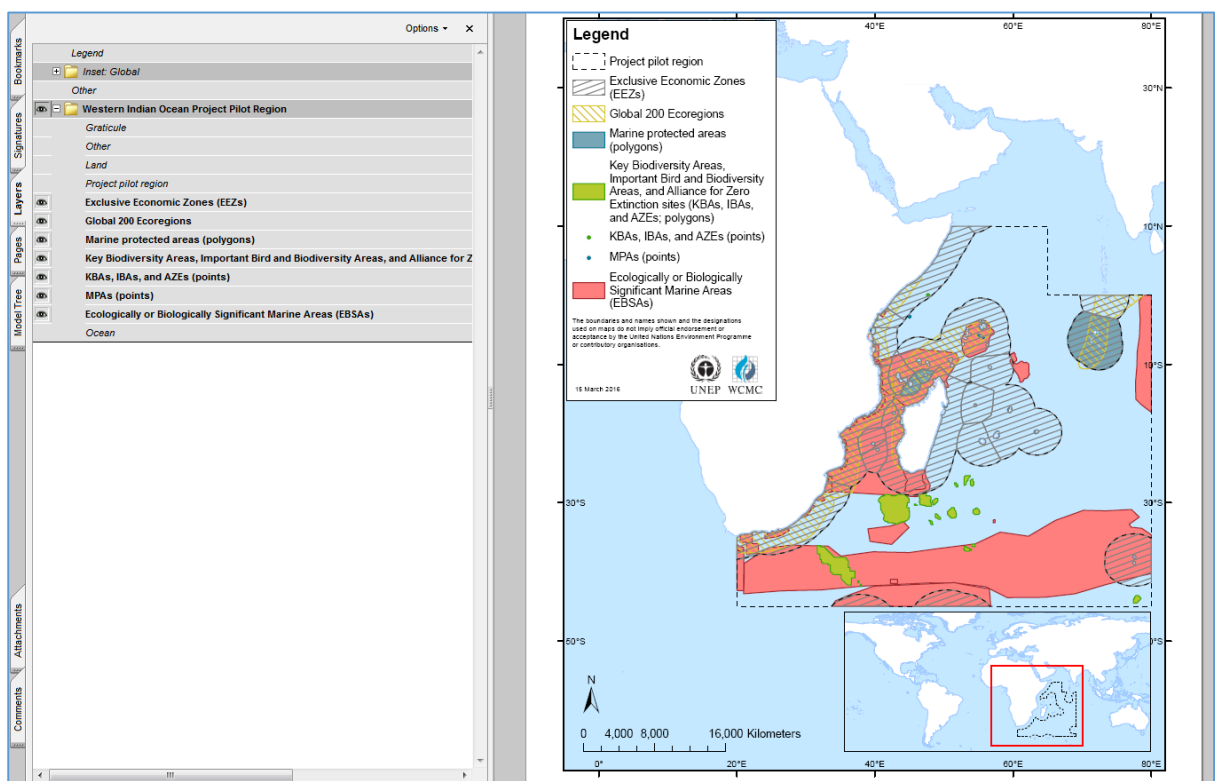 Options
×
Bookmarks
Signatures
Layers
Pages
Model Tree
Attachments
Comments
Legend
Inset: Global
Other
Western Indian Ocean Project Pilot Region
Graticule
Other
Land
Project pilot region
Exclusive Economic Zones (EEZs)
Global 200 Ecoregions
Marine protected areas (polygons)
Key Biodiversity Areas, Important Bird and Biodiversity Areas, and Alliance for Z
KBAs, IBAs, and AZEs (points)
MPAs (points)
Ecologically or Biologically Significant Marine Areas (EBSAs)
Ocean
40°E 60°E 80°E
Legend
Project pilot region
Exclusive Economic Zones
(EEZs)
Global 200 Ecoregions
Marine protected areas
(polygons)
Key Biodiversity Areas,
Important Bird and Biodiversity
Areas, and Alliance for Zero
Extinction sites (KBAs, IBAs,
and AZEs; polygons)
KBAs, IBAs, and AZEs (points)
MPAs (points)
Ecologically or Biologically
Significant Marine Areas
(EBSAs)
The boundaries and names shown and the designations
used on maps do not imply official endorsement or
acceptance by the United Nations Environment Programme
or contributory organisations.
15 March 2016
UNEP WCMC
30°N
10°N
10°S 10°S
30°S 30°S
50°S 0°S
N
0 4,000 8,000 16,000 Kilometers
0° 20°E 40°E 60°E 80°E